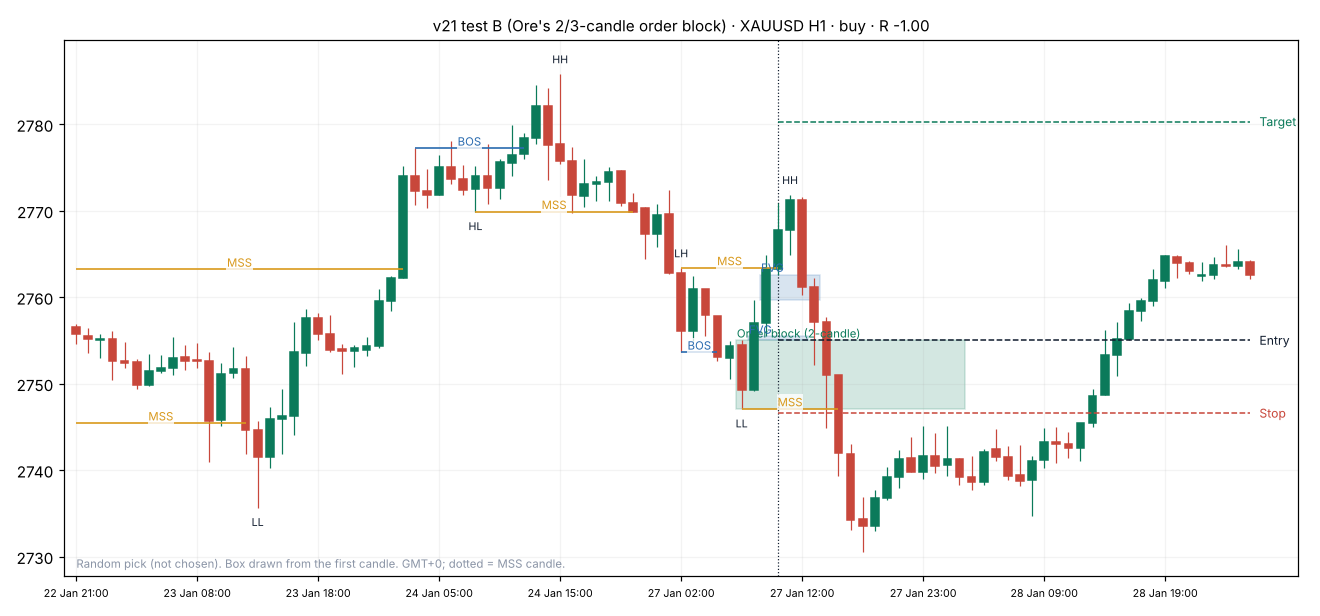 v21 test B (Ore's 2/3-candle order block) · XAUUSD H1 · buy · R -1.00
HH
2780
Target
BOS
HH
2770
MSS
HL
LH
MSS
MSS
2760
Order block (2-candle)
Entry
BOS
2750
MSS
MSS
Stop
LL
2740
LL
2730
Random pick (not chosen). Box drawn from the first candle. GMT+0; dotted = MSS candle.
22 Jan 21:00
23 Jan 08:00
23 Jan 18:00
24 Jan 05:00
24 Jan 15:00
27 Jan 02:00
27 Jan 12:00
27 Jan 23:00
28 Jan 09:00
28 Jan 19:00